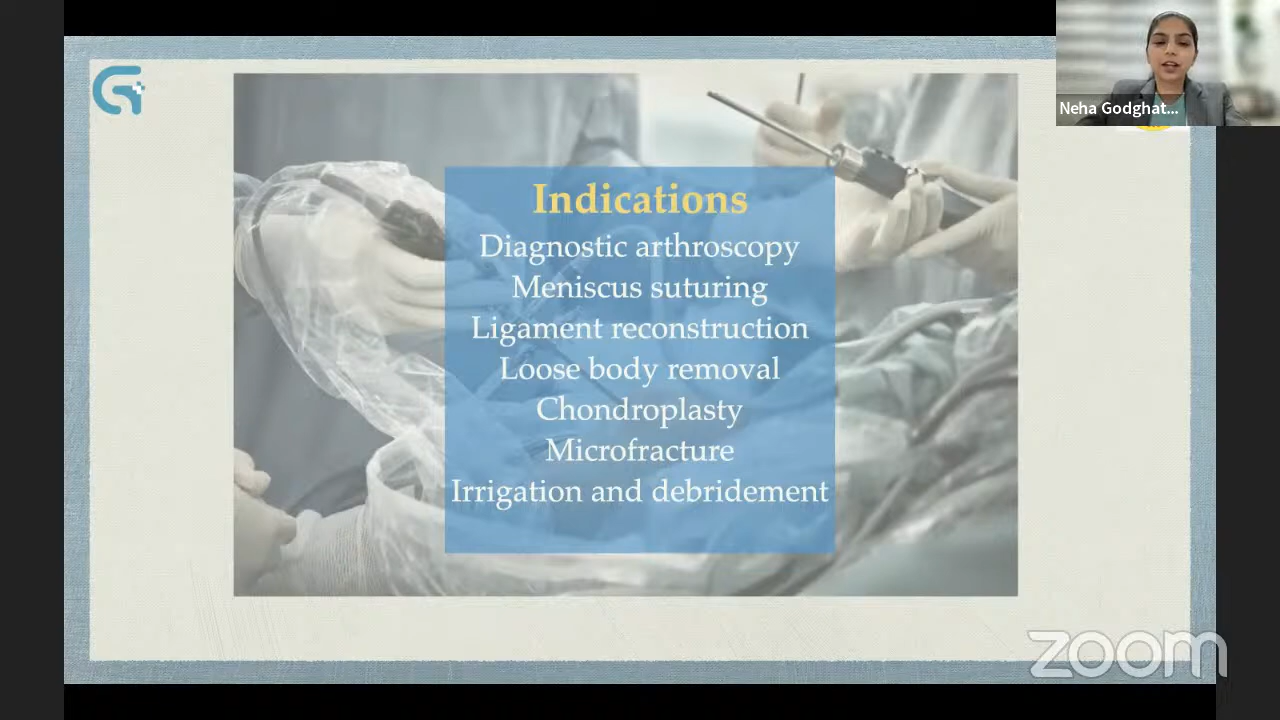 Neha Godghat...
Indications
Diagnostic arthroscopy
Meniscus suturing
Ligament reconstruction
Loose body removal
Chondroplasty
Microfracture
Irrigation and debridement
zoom